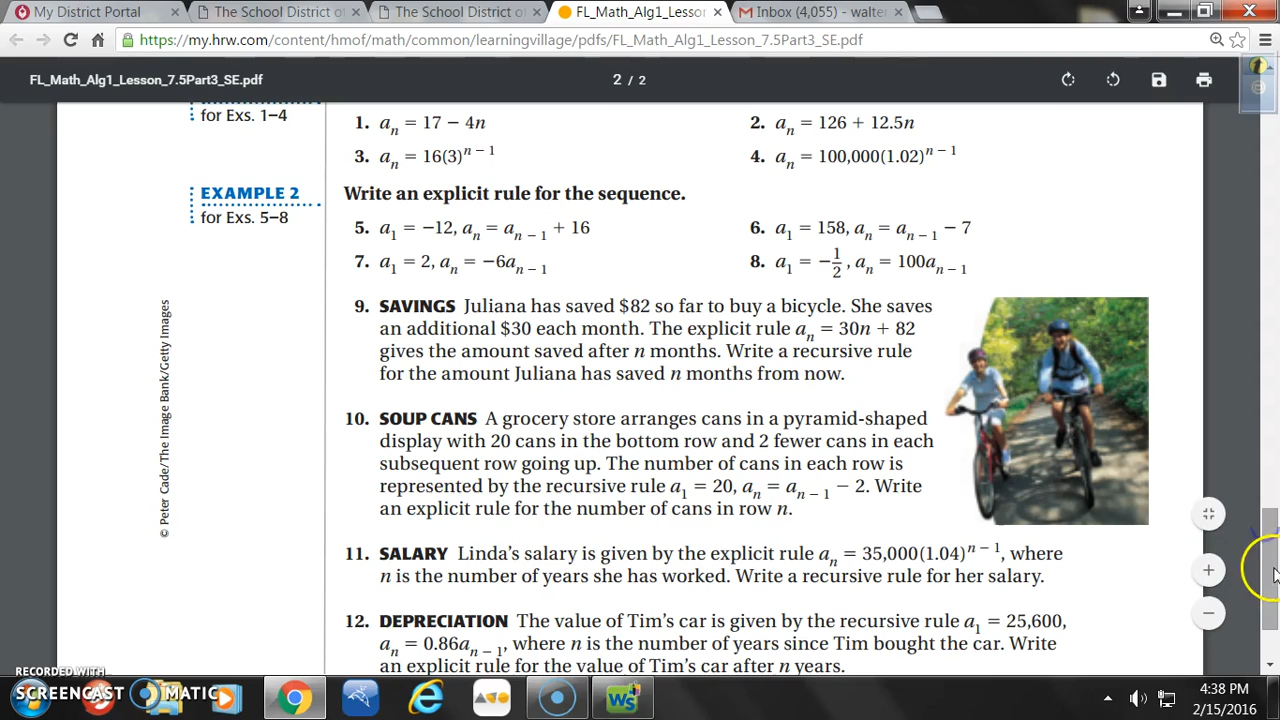 My District Portal
The School District of
The School District of
FL_Math_Alg1_Lesson
Inbox (4,055) - walter
https://my.hrw.com/content/hmof/math/common/learningvillage/pdfs/FL_Math_Alg1_Lesson_7.5Part3_SE.pdf
FL_Math_Alg1_Lesson_7.5Part3_SE.pdf
2 / 2
for Exs. 1–4
1. aₙ = 17 − 4n
2. aₙ = 126 + 12.5n
3. aₙ = 16(3)ⁿ ⁻ ¹
4. aₙ = 100,000(1.02)ⁿ ⁻ ¹
EXAMPLE 2
for Exs. 5–8
Write an explicit rule for the sequence.
5. a₁ = −12, aₙ = aₙ ₋ ₁ + 16
6. a₁ = 158, aₙ = aₙ ₋ ₁ − 7
7. a₁ = 2, aₙ = −6aₙ ₋ ₁
8. a₁ = −1/2, aₙ = 100aₙ ₋ ₁
9. SAVINGS Juliana has saved $82 so far to buy a bicycle. She saves
an additional $30 each month. The explicit rule aₙ = 30n + 82
gives the amount saved after n months. Write a recursive rule
for the amount Juliana has saved n months from now.
10. SOUP CANS A grocery store arranges cans in a pyramid-shaped
display with 20 cans in the bottom row and 2 fewer cans in each
subsequent row going up. The number of cans in each row is
represented by the recursive rule a₁ = 20, aₙ = aₙ ₋ ₁ − 2. Write
an explicit rule for the number of cans in row n.
11. SALARY Linda’s salary is given by the explicit rule aₙ = 35,000(1.04)ⁿ ⁻ ¹, where
n is the number of years she has worked. Write a recursive rule for her salary.
12. DEPRECIATION The value of Tim’s car is given by the recursive rule a₁ = 25,600,
aₙ = 0.86aₙ ₋ ₁, where n is the number of years since Tim bought the car. Write
an explicit rule for the value of Tim’s car after n years.
© Peter Cade/The Image Bank/Getty Images
RECORDED WITH
SCREENCAST MATIC
WS
4:38 PM
2/15/2016